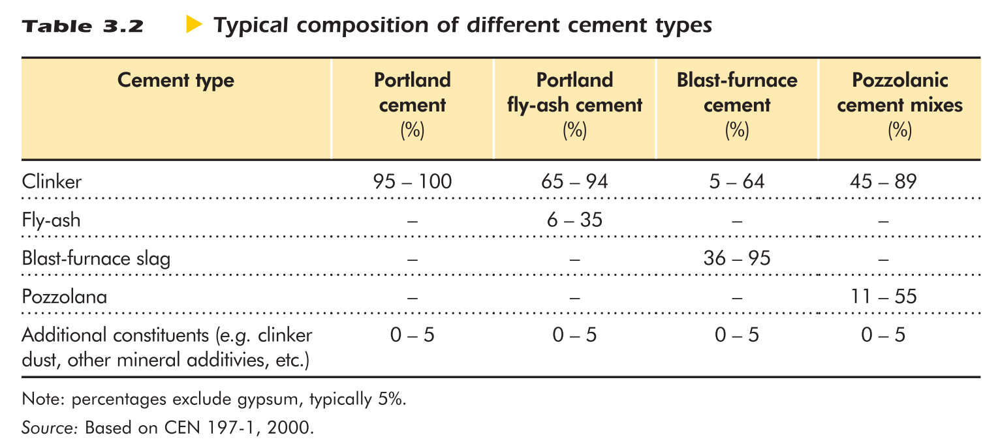 Table 3.2 ▶ Typical composition of different cement types
Cement type Portland cement (%) Portland fly-ash cement (%) Blast-furnace cement (%) Pozzolanic cement mixes (%)
Clinker 95 – 100 65 – 94 5 – 64 45 – 89
Fly-ash – 6 – 35 – –
Blast-furnace slag – – 36 – 95 –
Pozzolana – – – 11 – 55
Additional constituents (e.g. clinker 0 – 5 0 – 5 0 – 5 0 – 5
dust, other mineral additivies, etc.)
Note: percentages exclude gypsum, typically 5%.
Source: Based on CEN 197-1, 2000.